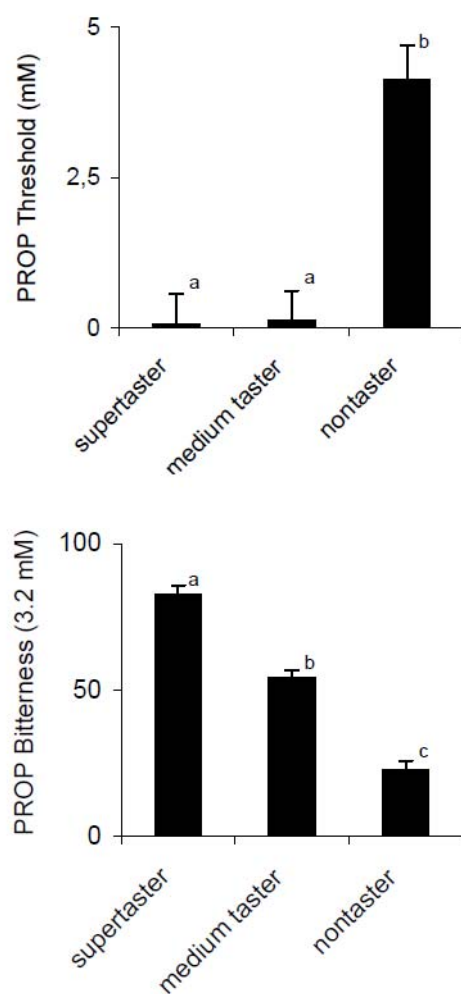 PROP Threshold (mM)
5
2,5
0
a
a
b
supertaster
medium taster
nontaster
PROP Bitterness (3.2 mM)
100
50
0
a
b
c
supertaster
medium taster
nontaster